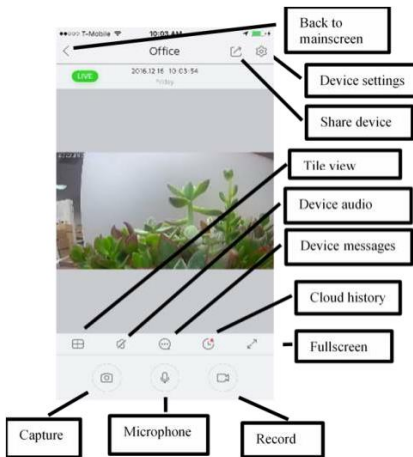 T-Mobile 10:03 AM
Office
LIVE
2016.12.16 10:03:54
Friday
Back to
mainscreen
Device settings
Share device
Tile view
Device audio
Device messages
Cloud history
Fullscreen
Capture
Microphone
Record